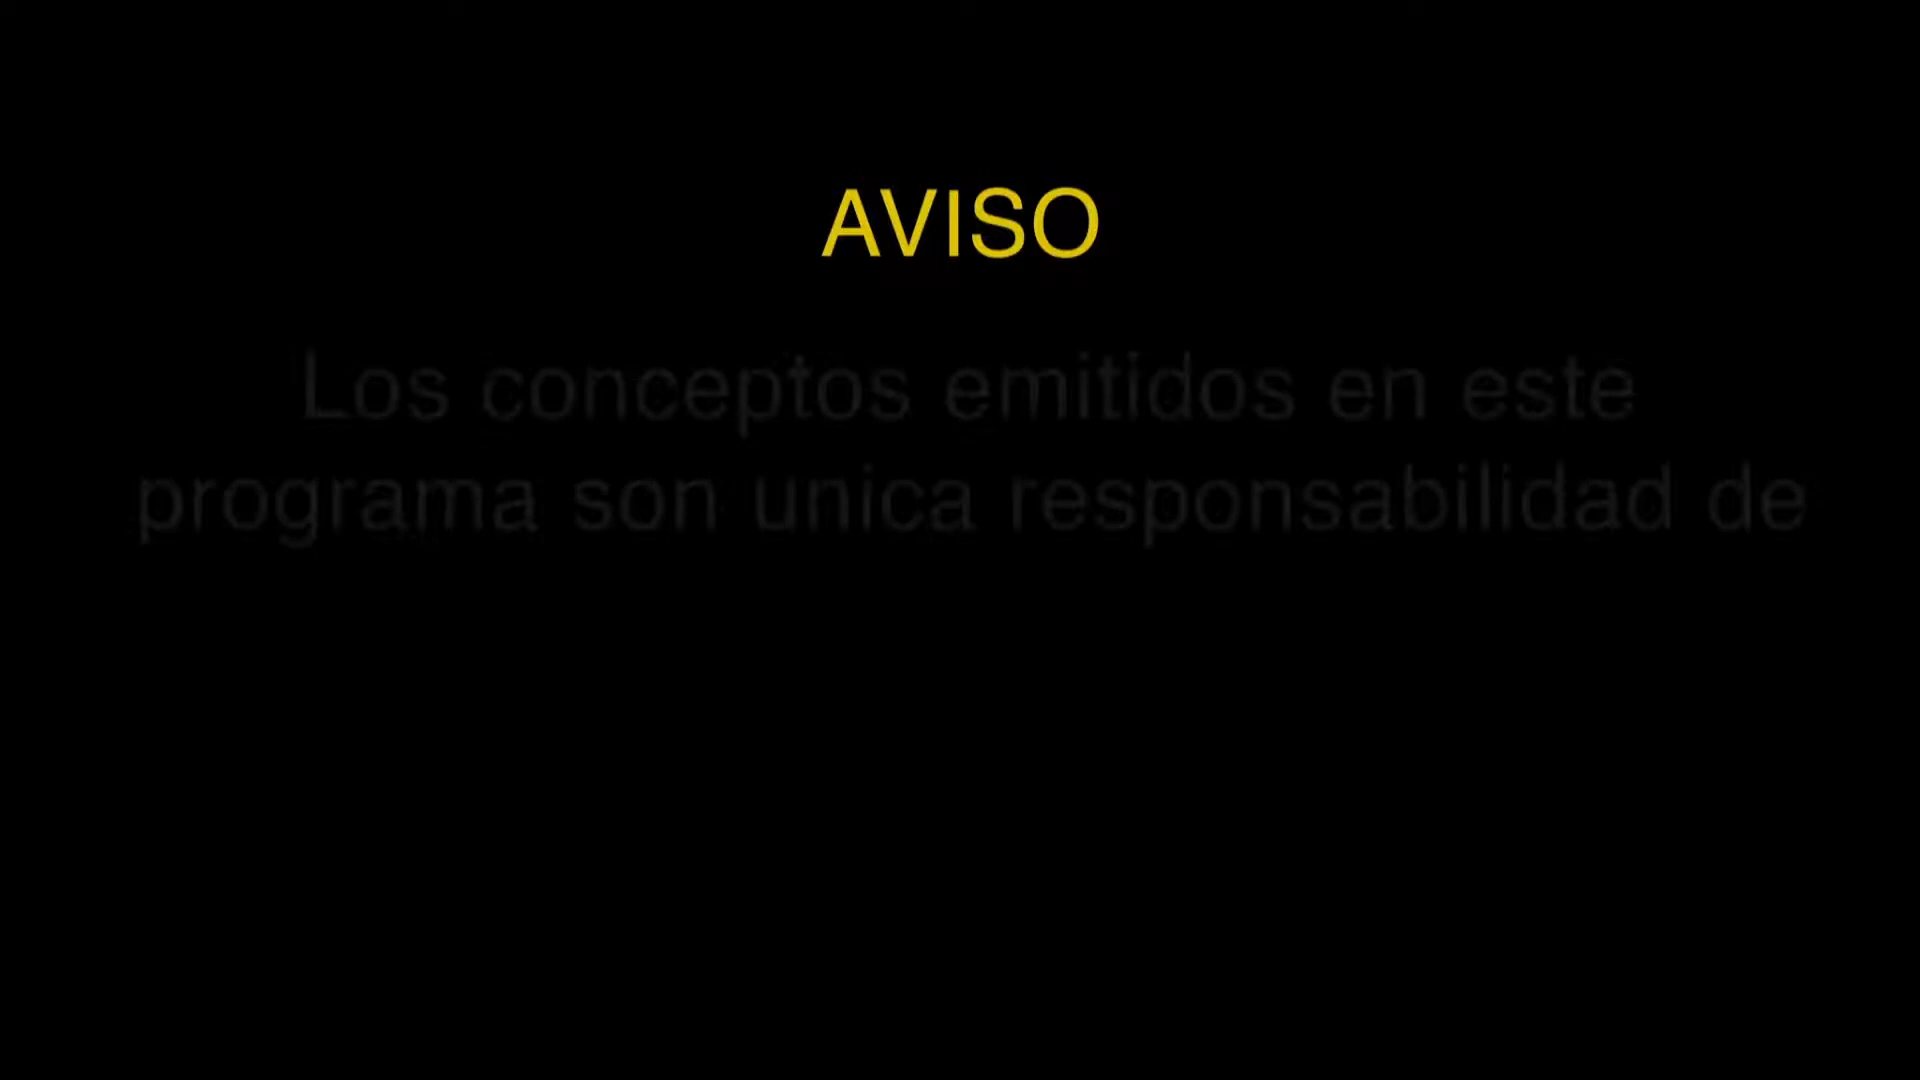 AVISO
Los conceptos emitidos en este
programa son unica responsabilidad de